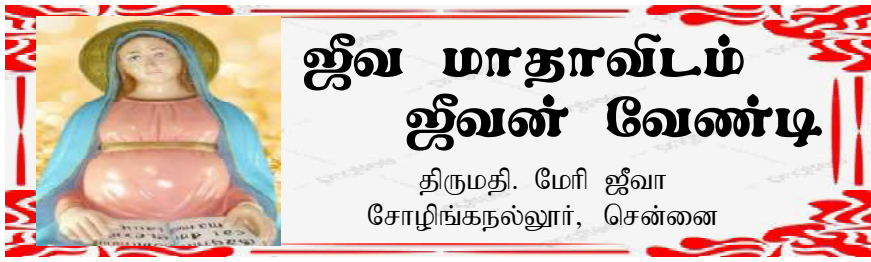 ஜீவ மாதாவிடம்
ஜீவன் வேண்டி
திருமதி. மேரி ஜீவா
சோழிங்கநல்லூர், சென்னை